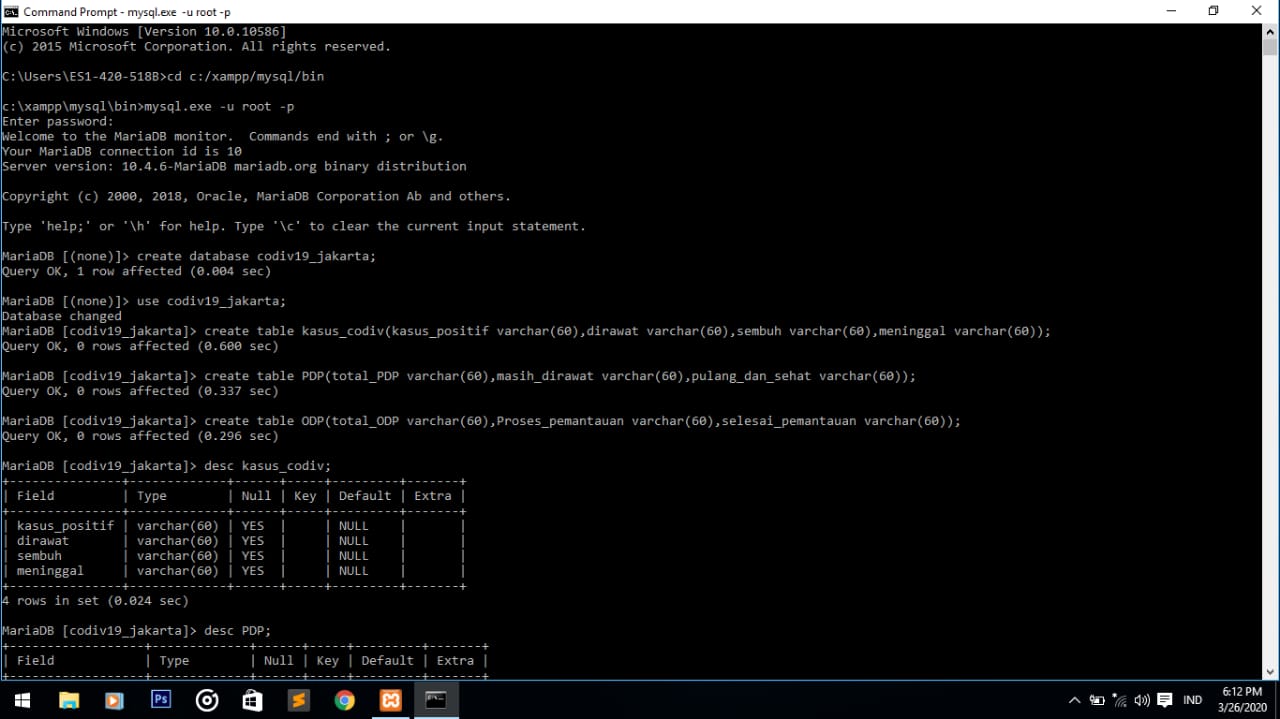 Command Prompt - mysql.exe -u root -p
Microsoft Windows [Version 10.0.10586]
(c) 2015 Microsoft Corporation. All rights reserved.
C:\Users\ES1-420-518B>cd c:/xampp/mysql/bin
c:\xampp\mysql\bin>mysql.exe -u root -p
Enter password:
Welcome to the MariaDB monitor.  Commands end with ; or \g.
Your MariaDB connection id is 10
Server version: 10.4.6-MariaDB mariadb.org binary distribution
Copyright (c) 2000, 2018, Oracle, MariaDB Corporation Ab and others.
Type 'help;' or '\h' for help. Type '\c' to clear the current input statement.
MariaDB [(none)]> create database codiv19_jakarta;
Query OK, 1 row affected (0.004 sec)
MariaDB [(none)]> use codiv19_jakarta;
Database changed
MariaDB [codiv19_jakarta]> create table kasus_codiv(kasus_positif varchar(60),dirawat varchar(60),sembuh varchar(60),meninggal varchar(60));
Query OK, 0 rows affected (0.600 sec)
MariaDB [codiv19_jakarta]> create table PDP(total_PDP varchar(60),masih_dirawat varchar(60),pulang_dan_sehat varchar(60));
Query OK, 0 rows affected (0.337 sec)
MariaDB [codiv19_jakarta]> create table ODP(total_ODP varchar(60),Proses_pemantauan varchar(60),selesai_pemantauan varchar(60));
Query OK, 0 rows affected (0.296 sec)
MariaDB [codiv19_jakarta]> desc kasus_codiv;
+---------------+-------------+------+-----+---------+-------+
| Field         | Type        | Null | Key | Default | Extra |
+---------------+-------------+------+-----+---------+-------+
| kasus_positif | varchar(60) | YES  |     | NULL    |       |
| dirawat       | varchar(60) | YES  |     | NULL    |       |
| sembuh        | varchar(60) | YES  |     | NULL    |       |
| meninggal     | varchar(60) | YES  |     | NULL    |       |
+---------------+-------------+------+-----+---------+-------+
4 rows in set (0.024 sec)
MariaDB [codiv19_jakarta]> desc PDP;
+------------------+-------------+------+-----+---------+-------+
| Field            | Type        | Null | Key | Default | Extra |
+------------------+-------------+------+-----+---------+-------+
Ps
IND
6:12 PM
3/26/2020